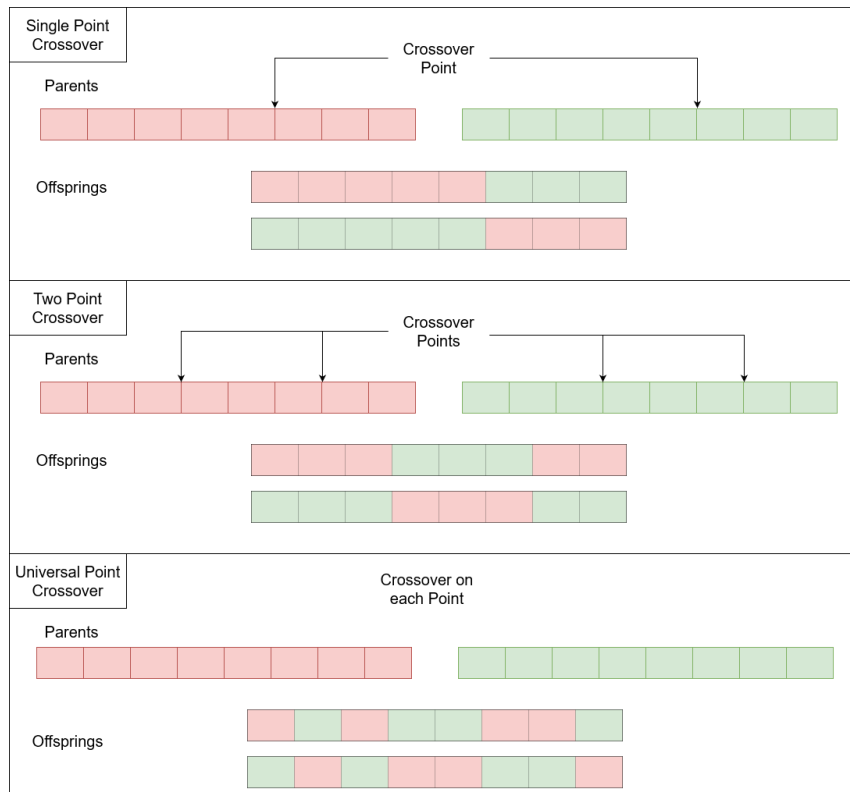 Single Point
Crossover
Crossover
Point
Parents
Offsprings
Two Point
Crossover
Crossover
Points
Parents
Offsprings
Universal Point
Crossover
Crossover on
each Point
Parents
Offsprings